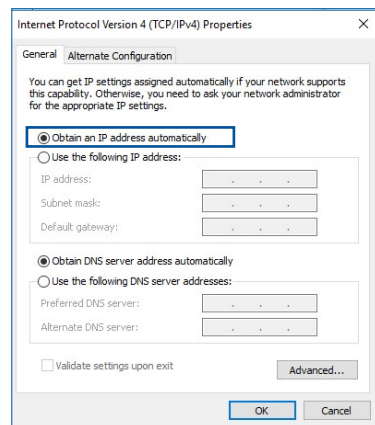 Internet Protocol Version 4 (TCP/IPv4) Properties
General Alternate Configuration
You can get IP settings assigned automatically if your network supports
this capability. Otherwise, you need to ask your network administrator
for the appropriate IP settings.
Obtain an IP address automatically
Use the following IP address:
IP address:
Subnet mask:
Default gateway:
Obtain DNS server address automatically
Use the following DNS server addresses:
Preferred DNS server:
Alternate DNS server:
Validate settings upon exit
Advanced...
OK Cancel